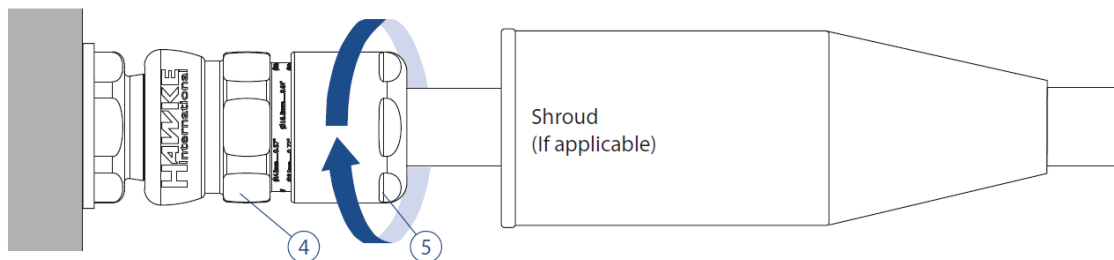 HAWKE
International
Shroud
(If applicable)
4
5